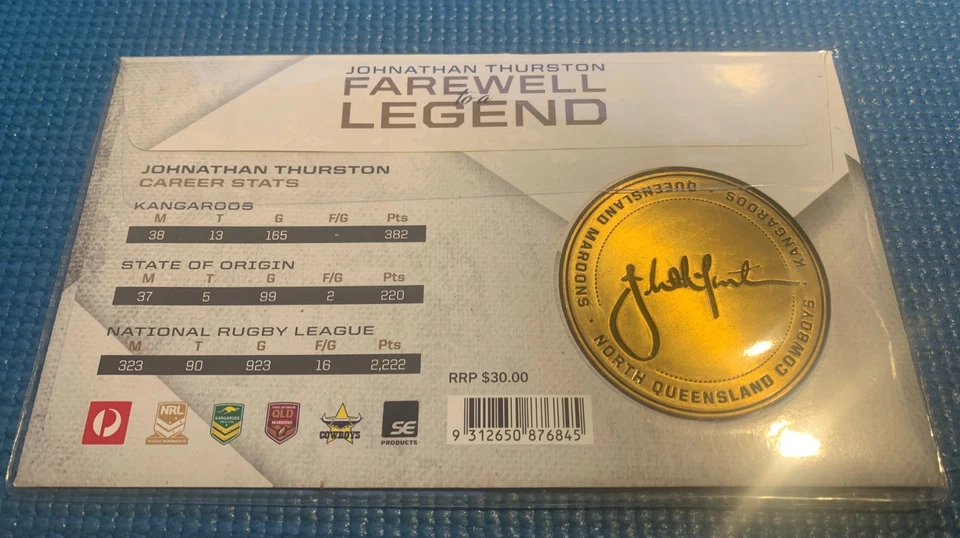 JOHNATHAN THURSTON
FAREWELL
to a
LEGEND
JOHNATHAN THURSTON
CAREER STATS
KANGAROOS
M T G F/G Pts
38 13 165 - 382
STATE OF ORIGIN
M T G F/G Pts
37 5 99 2 220
NATIONAL RUGBY LEAGUE
M T G F/G Pts
323 90 923 16 2,222
QUEENSLAND MAROONS · NORTH QUEENSLAND COWBOYS · KANGAROOS ·
RRP $30.00
9 312650 876845
NRL
KANGAROOS
QLD
MAROONS
COWBOYS
SE
PRODUCTS